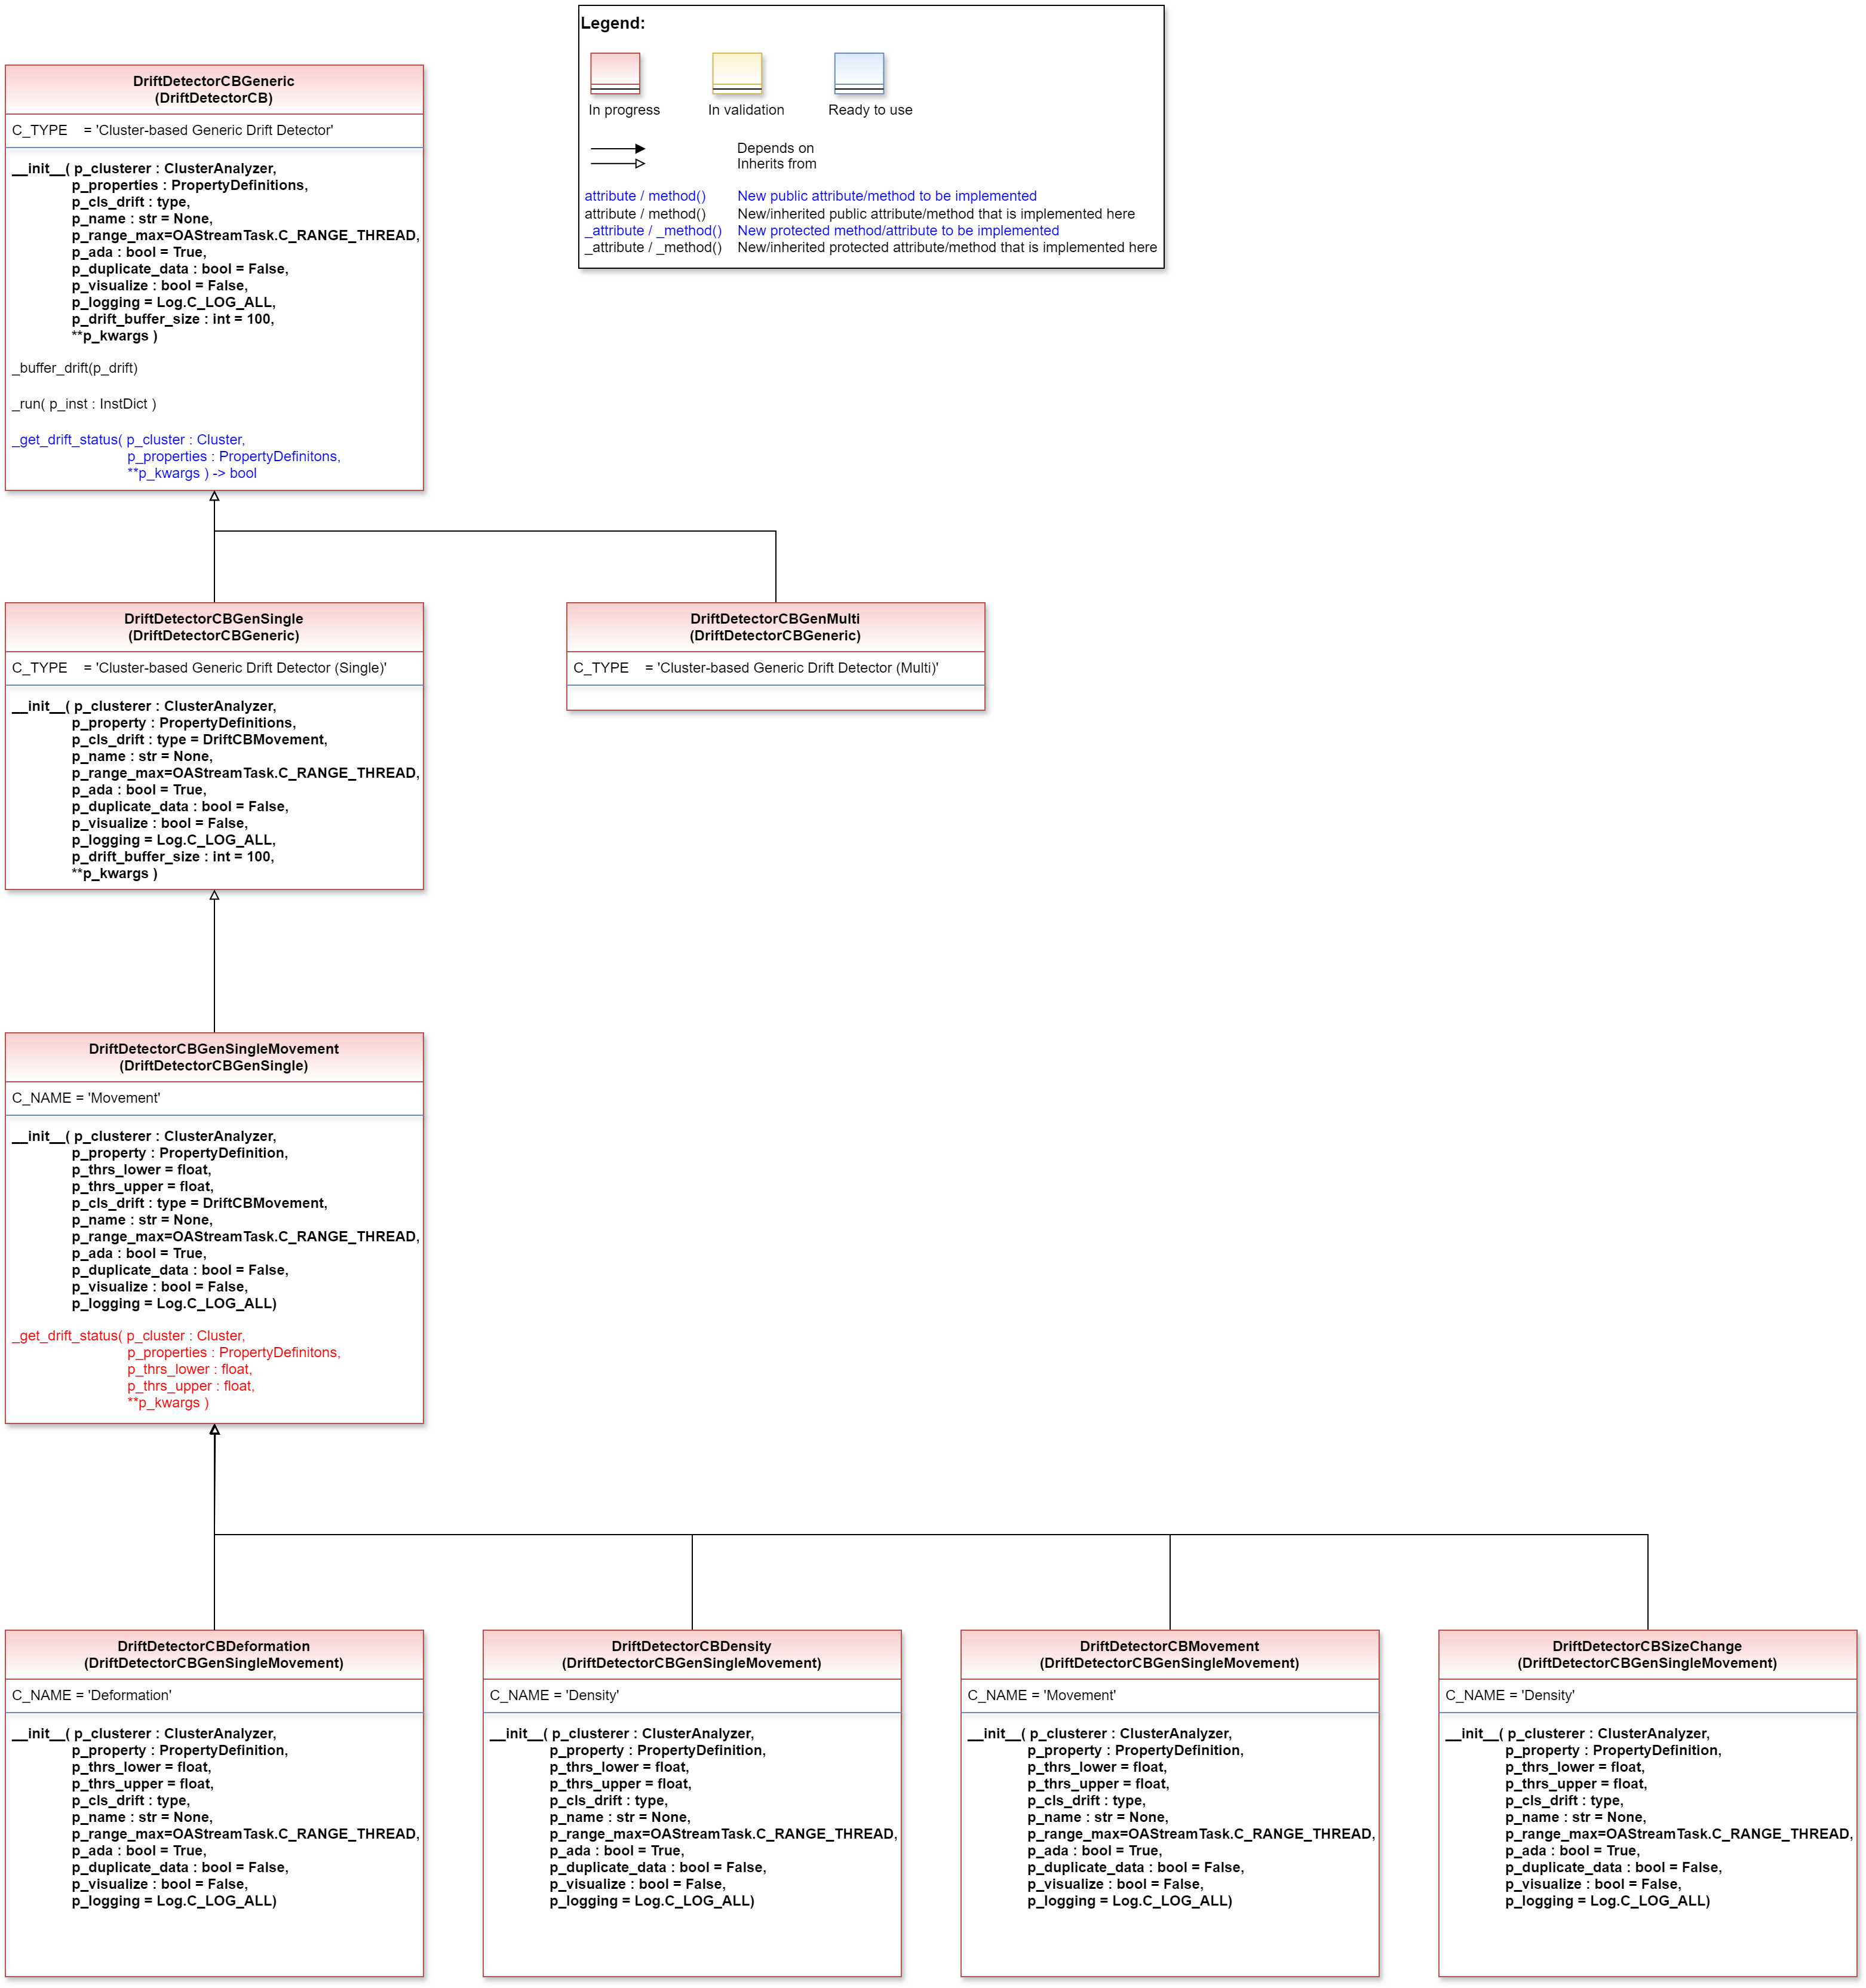 Legend:
In progress
In validation
Ready to use
Depends on
Inherits from
attribute / method() New public attribute/method to be implemented
attribute / method() New/inherited public attribute/method that is implemented here
_attribute / _method() New protected method/attribute to be implemented
_attribute / _method() New/inherited protected attribute/method that is implemented here
DriftDetectorCBGeneric
(DriftDetectorCB)
C_TYPE = 'Cluster-based Generic Drift Detector'
__init__( p_clusterer : ClusterAnalyzer,
p_properties : PropertyDefinitions,
p_cls_drift : type,
p_name : str = None,
p_range_max=OAStreamTask.C_RANGE_THREAD,
p_ada : bool = True,
p_duplicate_data : bool = False,
p_visualize : bool = False,
p_logging = Log.C_LOG_ALL,
p_drift_buffer_size : int = 100,
**p_kwargs )
_buffer_drift(p_drift)
_run( p_inst : InstDict )
_get_drift_status( p_cluster : Cluster,
p_properties : PropertyDefinitons,
**p_kwargs ) -> bool
DriftDetectorCBGenSingle
(DriftDetectorCBGeneric)
C_TYPE = 'Cluster-based Generic Drift Detector (Single)'
__init__( p_clusterer : ClusterAnalyzer,
p_property : PropertyDefinitions,
p_cls_drift : type = DriftCBMovement,
p_name : str = None,
p_range_max=OAStreamTask.C_RANGE_THREAD,
p_ada : bool = True,
p_duplicate_data : bool = False,
p_visualize : bool = False,
p_logging = Log.C_LOG_ALL,
p_drift_buffer_size : int = 100,
**p_kwargs )
DriftDetectorCBGenMulti
(DriftDetectorCBGeneric)
C_TYPE = 'Cluster-based Generic Drift Detector (Multi)'
DriftDetectorCBGenSingleMovement
(DriftDetectorCBGenSingle)
C_NAME = 'Movement'
__init__( p_clusterer : ClusterAnalyzer,
p_property : PropertyDefinition,
p_thrs_lower = float,
p_thrs_upper = float,
p_cls_drift : type = DriftCBMovement,
p_name : str = None,
p_range_max=OAStreamTask.C_RANGE_THREAD,
p_ada : bool = True,
p_duplicate_data : bool = False,
p_visualize : bool = False,
p_logging = Log.C_LOG_ALL)
_get_drift_status( p_cluster : Cluster,
p_properties : PropertyDefinitons,
p_thrs_lower : float,
p_thrs_upper : float,
**p_kwargs )
DriftDetectorCBDeformation
(DriftDetectorCBGenSingleMovement)
C_NAME = 'Deformation'
__init__( p_clusterer : ClusterAnalyzer,
p_property : PropertyDefinition,
p_thrs_lower = float,
p_thrs_upper = float,
p_cls_drift : type,
p_name : str = None,
p_range_max=OAStreamTask.C_RANGE_THREAD,
p_ada : bool = True,
p_duplicate_data : bool = False,
p_visualize : bool = False,
p_logging = Log.C_LOG_ALL)
DriftDetectorCBDensity
(DriftDetectorCBGenSingleMovement)
C_NAME = 'Density'
__init__( p_clusterer : ClusterAnalyzer,
p_property : PropertyDefinition,
p_thrs_lower = float,
p_thrs_upper = float,
p_cls_drift : type,
p_name : str = None,
p_range_max=OAStreamTask.C_RANGE_THREAD,
p_ada : bool = True,
p_duplicate_data : bool = False,
p_visualize : bool = False,
p_logging = Log.C_LOG_ALL)
DriftDetectorCBMovement
(DriftDetectorCBGenSingleMovement)
C_NAME = 'Movement'
__init__( p_clusterer : ClusterAnalyzer,
p_property : PropertyDefinition,
p_thrs_lower = float,
p_thrs_upper = float,
p_cls_drift : type,
p_name : str = None,
p_range_max=OAStreamTask.C_RANGE_THREAD,
p_ada : bool = True,
p_duplicate_data : bool = False,
p_visualize : bool = False,
p_logging = Log.C_LOG_ALL)
DriftDetectorCBSizeChange
(DriftDetectorCBGenSingleMovement)
C_NAME = 'Density'
__init__( p_clusterer : ClusterAnalyzer,
p_property : PropertyDefinition,
p_thrs_lower = float,
p_thrs_upper = float,
p_cls_drift : type,
p_name : str = None,
p_range_max=OAStreamTask.C_RANGE_THREAD,
p_ada : bool = True,
p_duplicate_data : bool = False,
p_visualize : bool = False,
p_logging = Log.C_LOG_ALL)